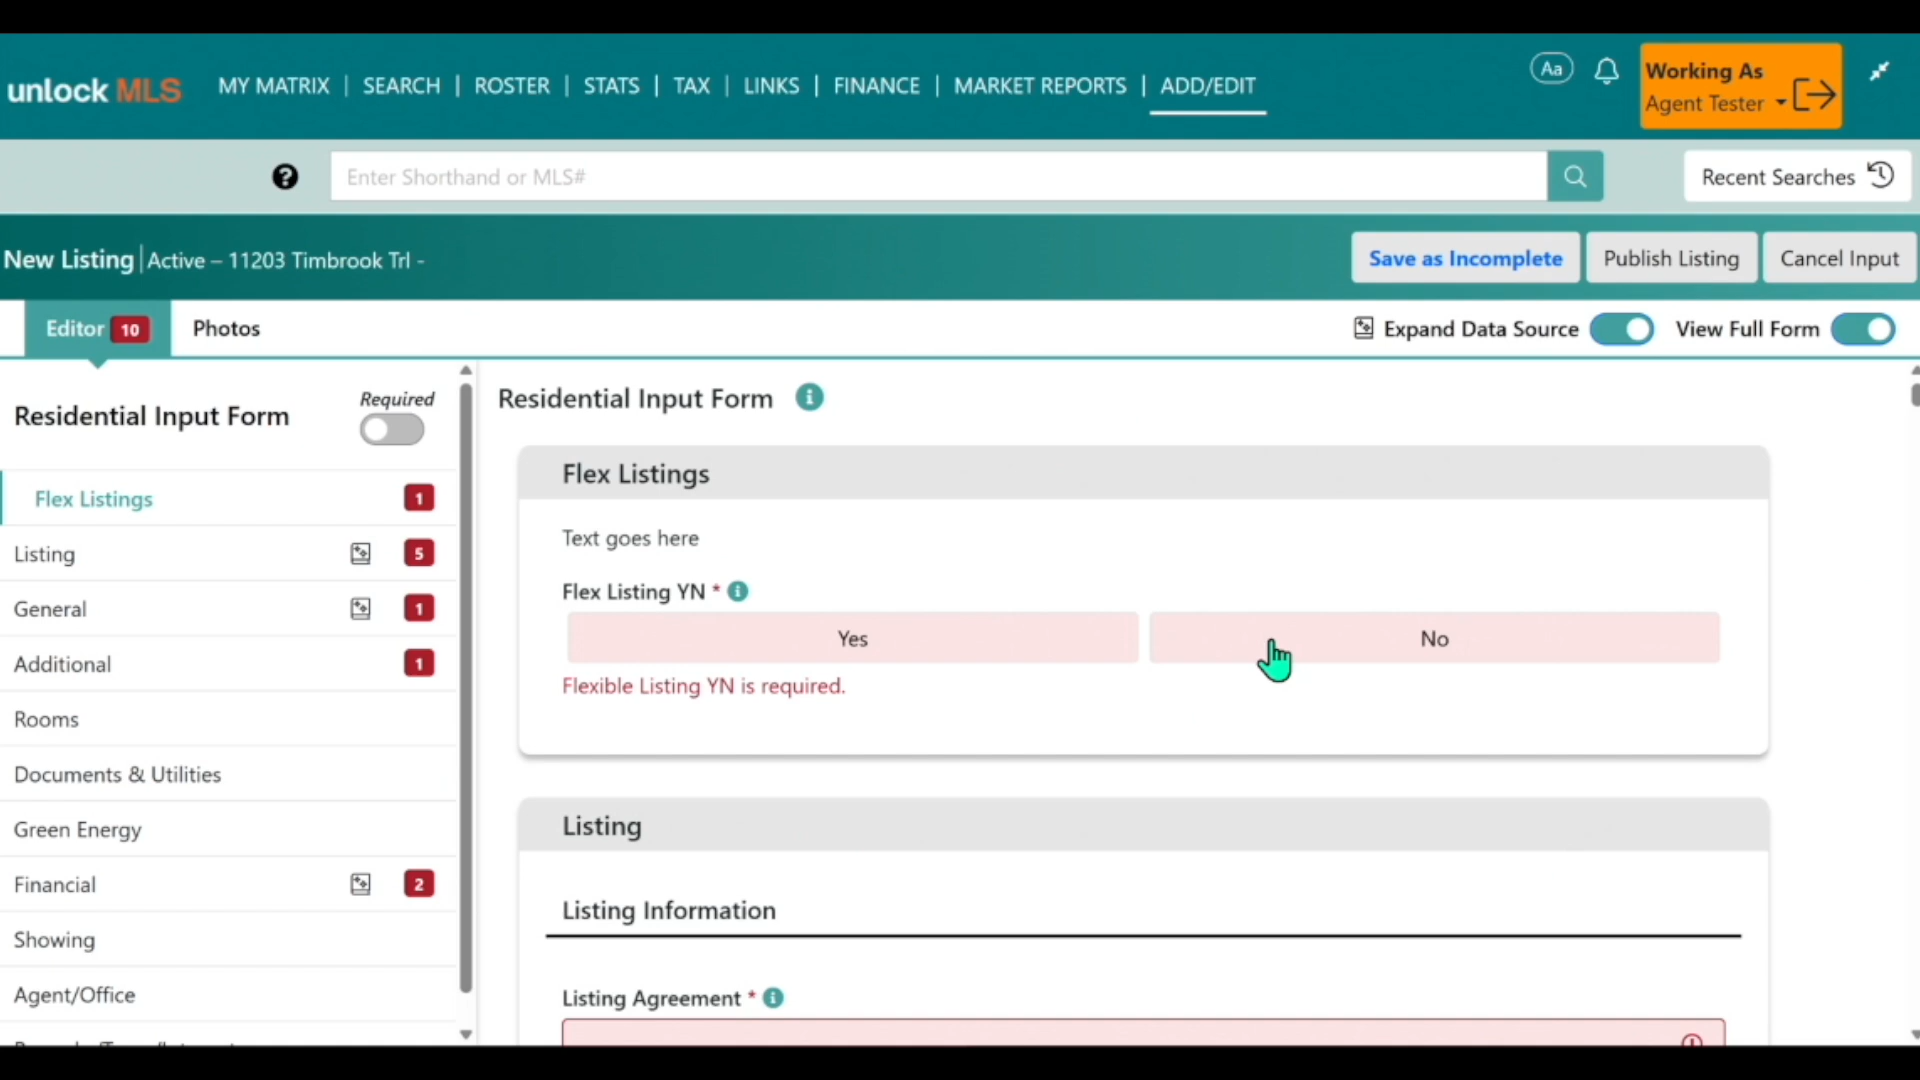 unlock MLS
MY MATRIX | SEARCH | ROSTER | STATS | TAX | LINKS | FINANCE | MARKET REPORTS | ADD/EDIT
Aa
Working As
Agent Tester
Enter Shorthand or MLS#
Recent Searches
New Listing | Active – 11203 Timbrook Trl -
Save as Incomplete
Publish Listing
Cancel Input
Editor 10
Photos
Expand Data Source
View Full Form
Residential Input Form
Required
Flex Listings 1
Listing 5
General 1
Additional 1
Rooms
Documents & Utilities
Green Energy
Financial 2
Showing
Agent/Office
Residential Input Form
Flex Listings
Text goes here
Flex Listing YN *
Yes
No
Flexible Listing YN is required.
Listing
Listing Information
Listing Agreement *